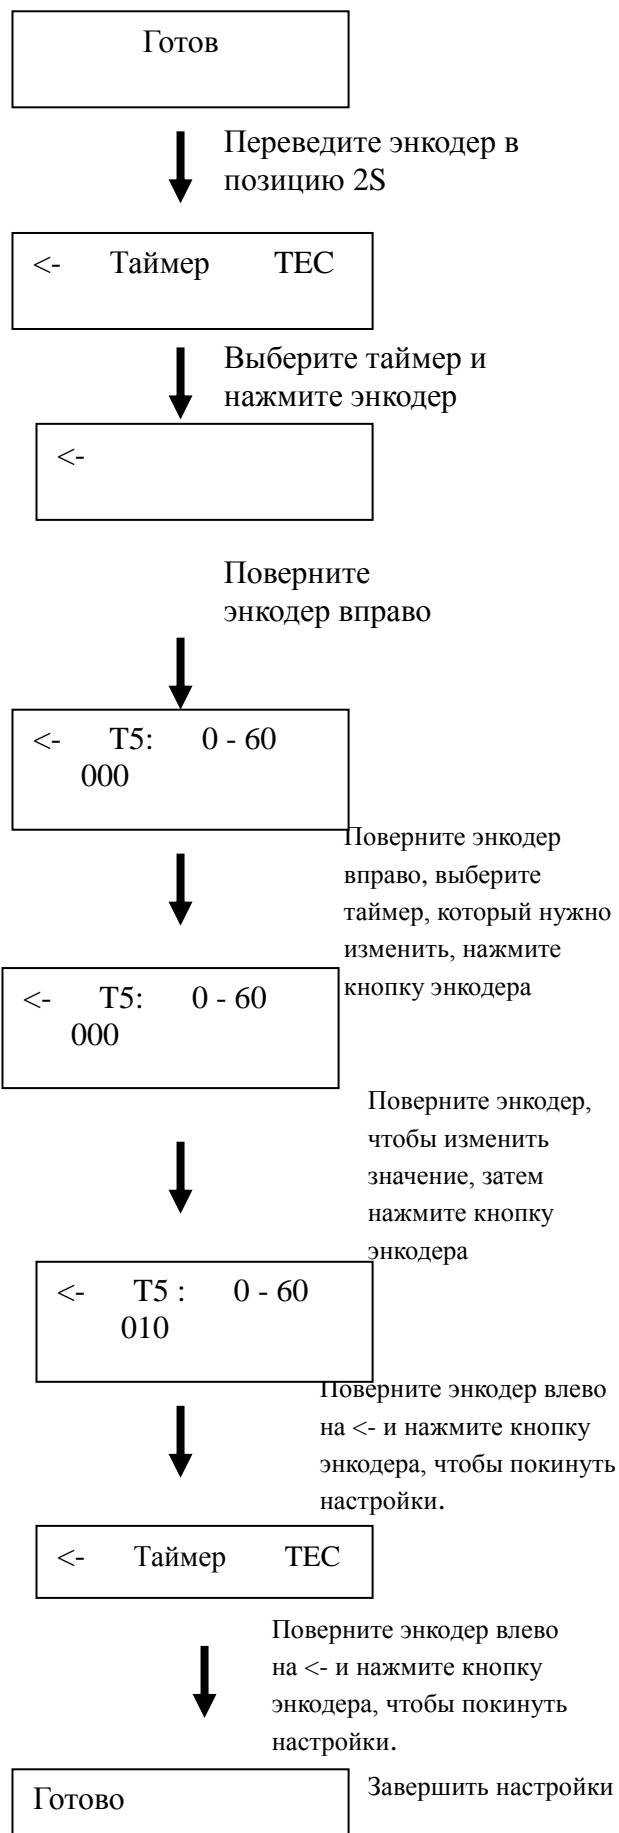 Готов
Переведите энкодер в
позицию 2S
<- Таймер ТЕС
Выберите таймер и
нажмите энкодер
<-
Поверните
энкодер вправо
<- T5: 0 - 60
000
Поверните энкодер
вправо, выберите
таймер, который нужно
изменить, нажмите
кнопку энкодера
<- T5: 0 - 60
000
Поверните энкодер,
чтобы изменить
значение, затем
нажмите кнопку
энкодера
<- T5 : 0 - 60
010
Поверните энкодер влево
на <- и нажмите кнопку
энкодера, чтобы покинуть
настройки.
<- Таймер ТЕС
Поверните энкодер влево
на <- и нажмите кнопку
энкодера, чтобы покинуть
настройки.
Готово
Завершить настройки